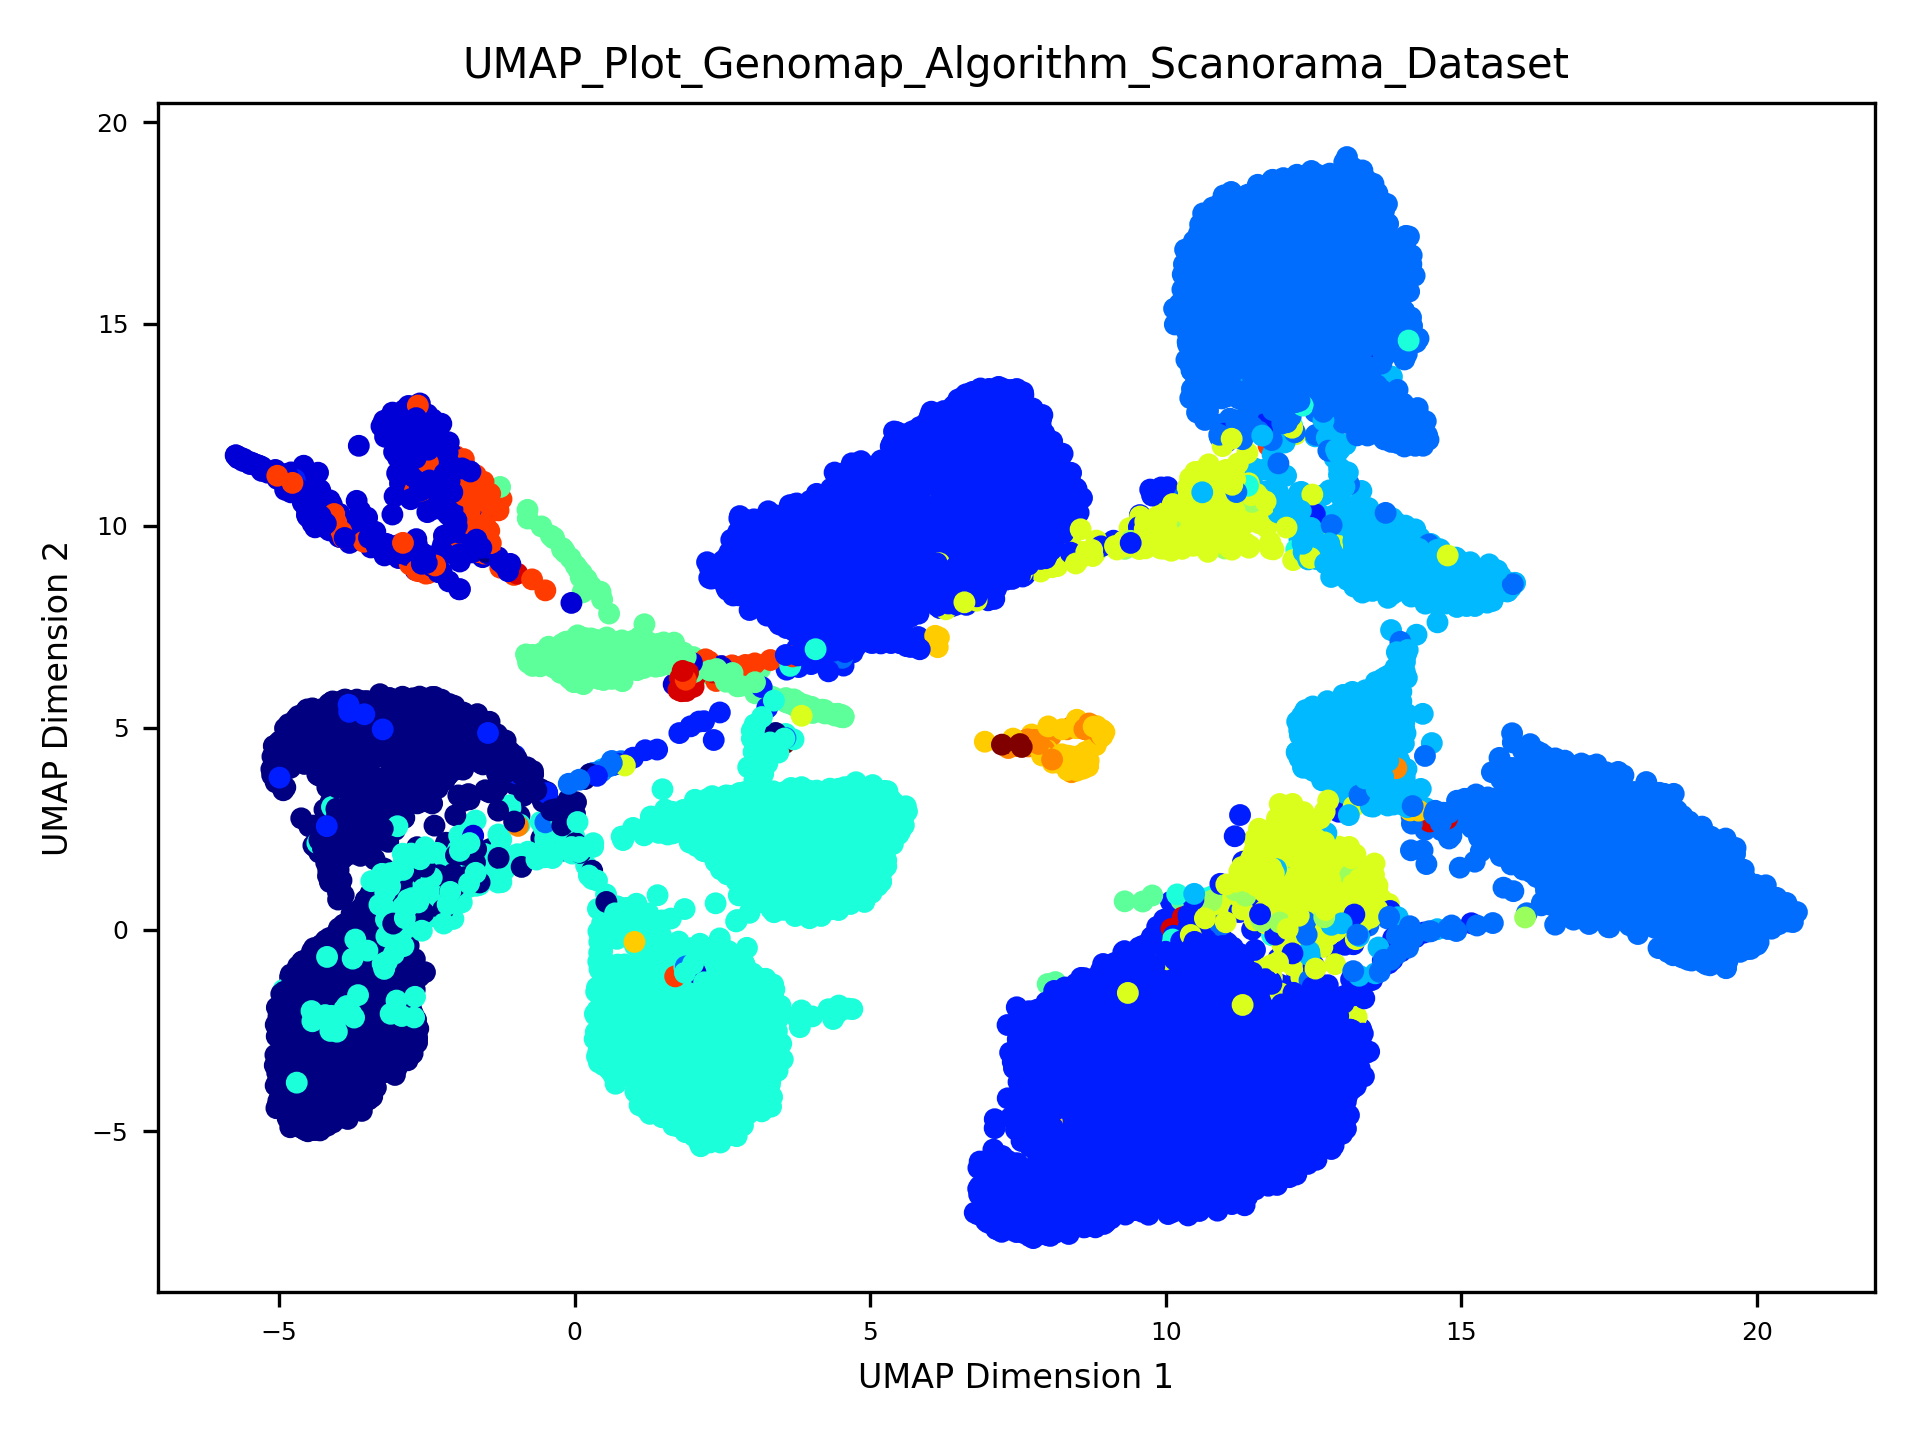 UMAP_Plot_Genomap_Algorithm_Scanorama_Dataset
20
15
10
5
0
−5
UMAP Dimension 2
−5 0 5 10 15 20
UMAP Dimension 1